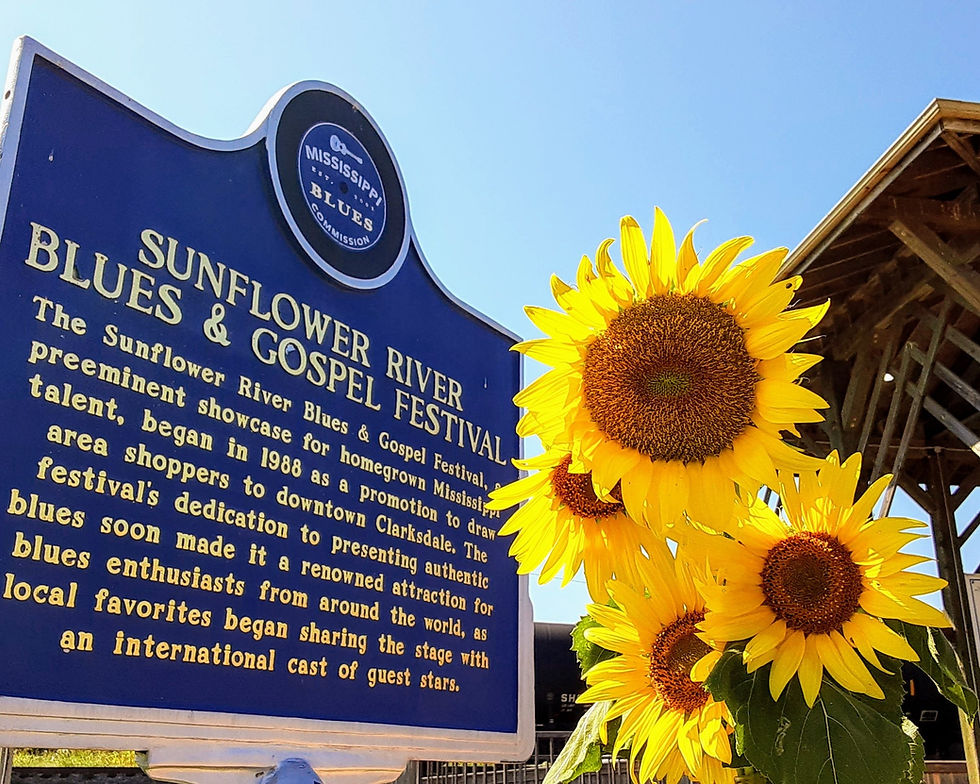 MISSISSIPPI
EST.
BLUES
COMMISSION
SUNFLOWER RIVER
BLUES & GOSPEL FESTIVAL
The Sunflower River Blues & Gospel Festival,
preeminent showcase for homegrown Mississippi
talent, began in 1988 as a promotion to draw
area shoppers to downtown Clarksdale. The
festival's dedication to presenting authentic
blues soon made it a renowned attraction for
blues enthusiasts from around the world, as
local favorites began sharing the stage with
an international cast of guest stars.
SH